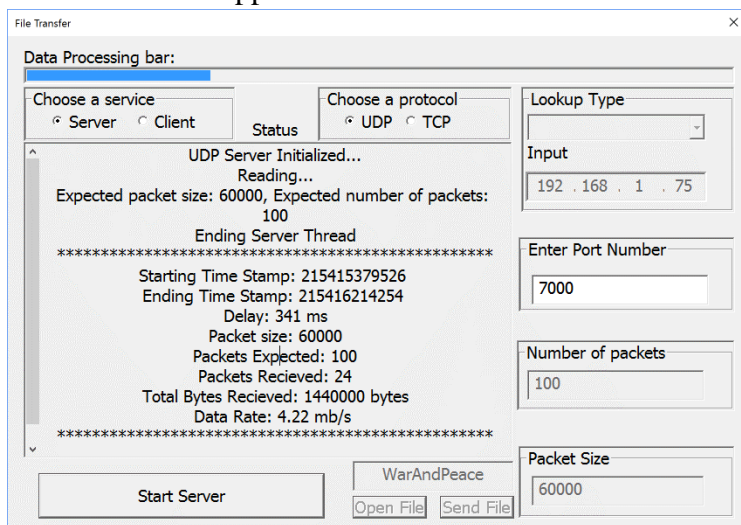 File Transfer
×
Data Processing bar:
Choose a service
Server Client
Status
Choose a protocol
UDP TCP
UDP Server Initialized...
Reading...
Expected packet size: 60000, Expected number of packets:
100
Ending Server Thread
**************************************************
Starting Time Stamp: 215415379526
Ending Time Stamp: 215416214254
Delay: 341 ms
Packet size: 60000
Packets Expected: 100
Packets Recieved: 24
Total Bytes Recieved: 1440000 bytes
Data Rate: 4.22 mb/s
**************************************************
Start Server
WarAndPeace
Open File Send File
Lookup Type
Input
192 . 168 . 1 . 75
Enter Port Number
7000
Number of packets
100
Packet Size
60000